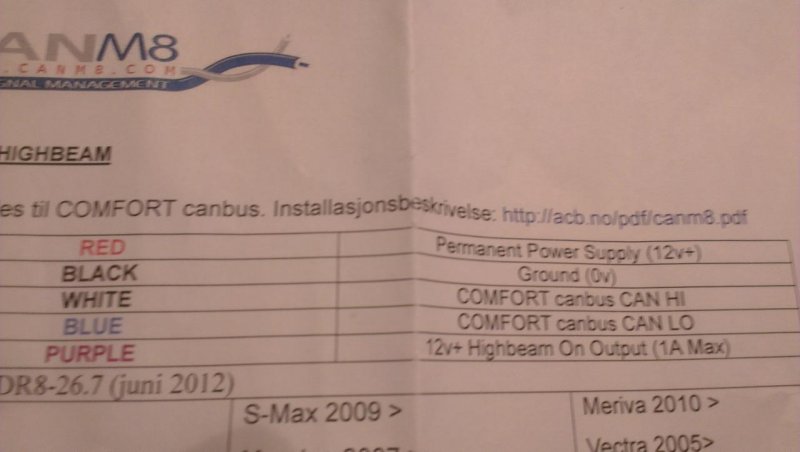 ANM8
.CANM8.COM
GNAL MANAGEMENT
HIGHBEAM
es til COMFORT canbus. Installasjonsbeskrivelse: http://acb.no/pdf/canm8.pdf
RED Permanent Power Supply (12v+)
BLACK Ground (0v)
WHITE COMFORT canbus CAN HI
BLUE COMFORT canbus CAN LO
PURPLE 12v+ Highbeam On Output (1A Max)
DR8-26.7 (juni 2012)
S-Max 2009 > Meriva 2010 >
Vectra 2005>